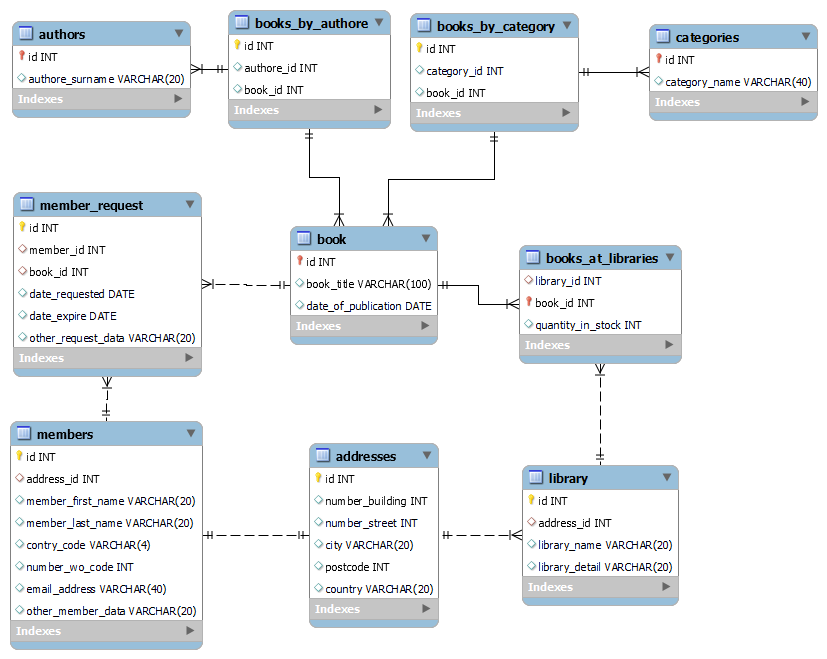 authors
id INT
authore_surname VARCHAR(20)
Indexes
books_by_authore
id INT
authore_id INT
book_id INT
Indexes
books_by_category
id INT
category_id INT
book_id INT
Indexes
categories
id INT
category_name VARCHAR(40)
Indexes
member_request
id INT
member_id INT
book_id INT
date_requested DATE
date_expire DATE
other_request_data VARCHAR(20)
Indexes
book
id INT
book_title VARCHAR(100)
date_of_publication DATE
Indexes
books_at_libraries
library_id INT
book_id INT
quantity_in_stock INT
Indexes
members
id INT
address_id INT
member_first_name VARCHAR(20)
member_last_name VARCHAR(20)
contry_code VARCHAR(4)
number_wo_code INT
email_address VARCHAR(40)
other_member_data VARCHAR(20)
Indexes
addresses
id INT
number_building INT
number_street INT
city VARCHAR(20)
postcode INT
country VARCHAR(20)
Indexes
library
id INT
address_id INT
library_name VARCHAR(20)
library_detail VARCHAR(20)
Indexes